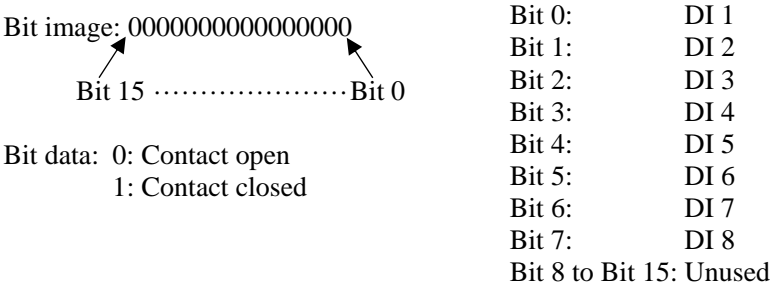 Bit image: 0000000000000000
Bit 15 ····················· Bit 0
Bit data: 0: Contact open
1: Contact closed
Bit 0: DI 1
Bit 1: DI 2
Bit 2: DI 3
Bit 3: DI 4
Bit 4: DI 5
Bit 5: DI 6
Bit 6: DI 7
Bit 7: DI 8
Bit 8 to Bit 15: Unused